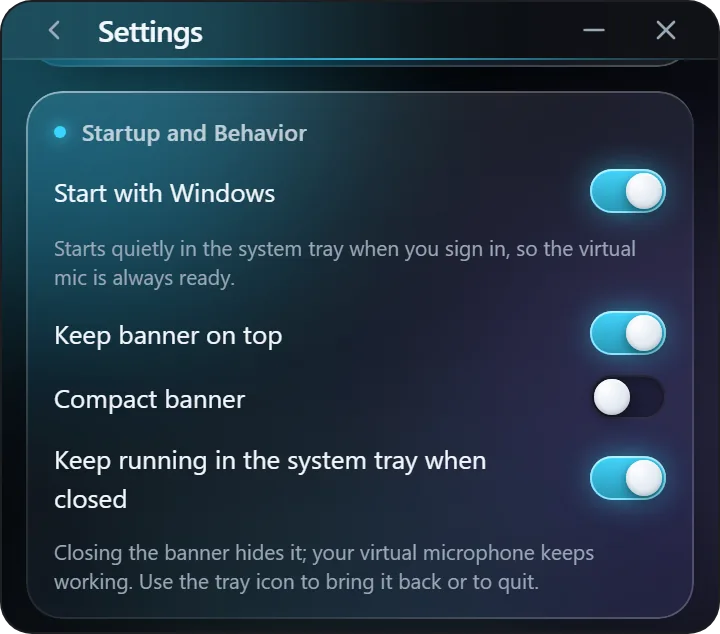 Settings
Startup and Behavior
Start with Windows
Starts quietly in the system tray when you sign in, so the virtual
mic is always ready.
Keep banner on top
Compact banner
Keep running in the system tray when
closed
Closing the banner hides it; your virtual microphone keeps
working. Use the tray icon to bring it back or to quit.